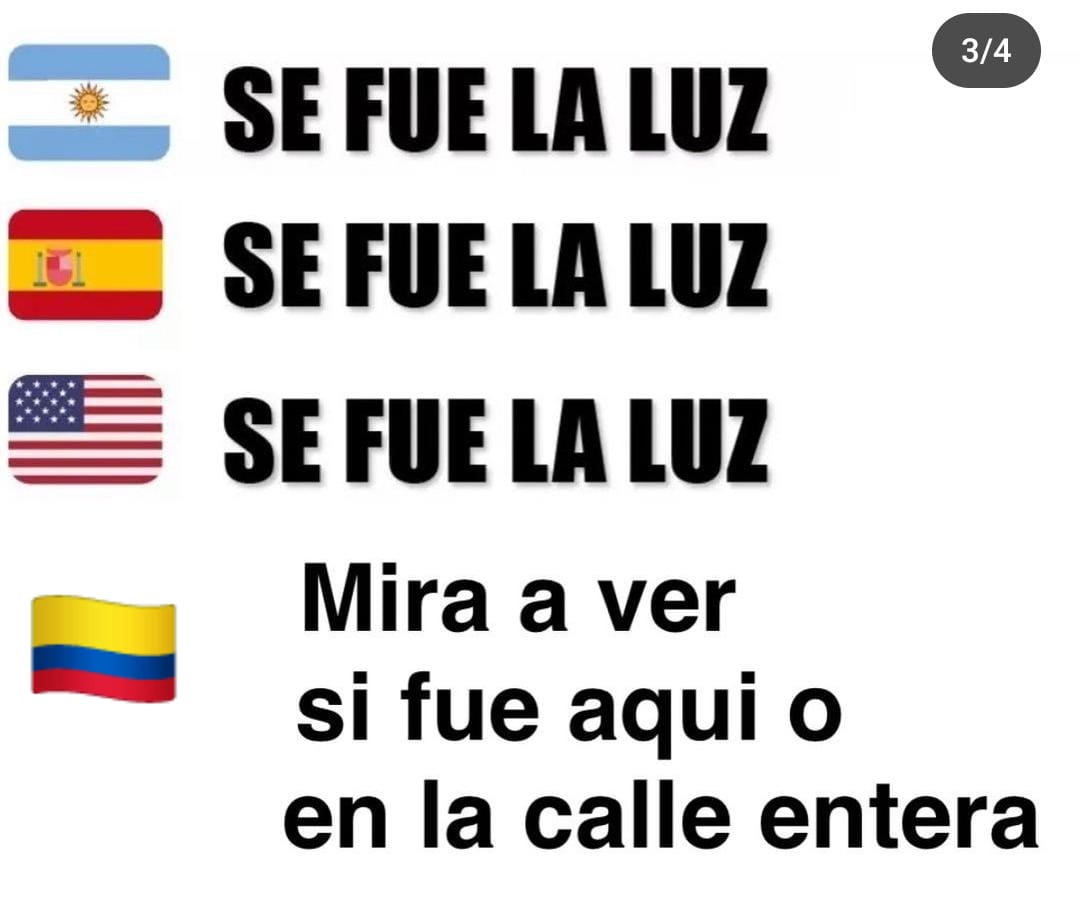 3/4
SE FUE LA LUZ
SE FUE LA LUZ
SE FUE LA LUZ
Mira a ver
si fue aqui o
en la calle entera